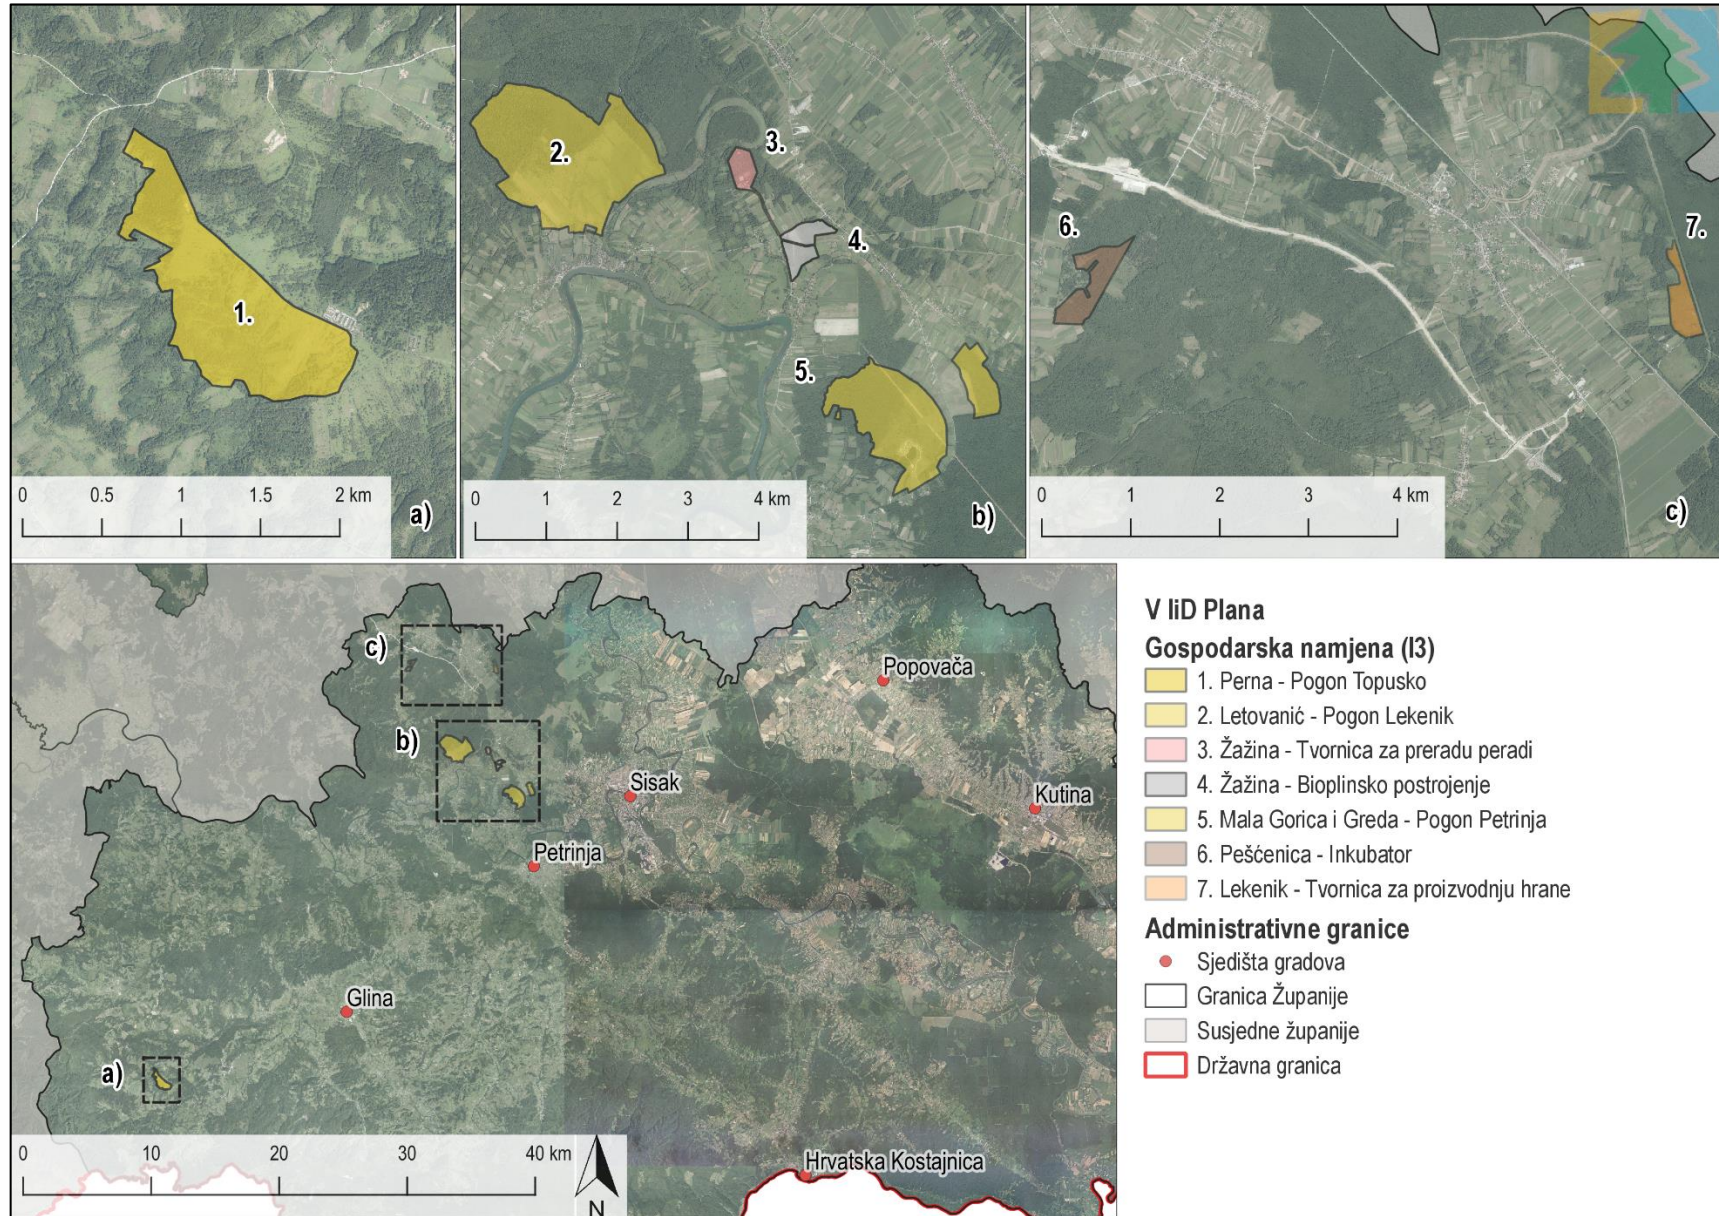 1.
0 0.5 1 1.5 2 km
a)
2.
3.
4.
5.
0 1 2 4 km
b)
6.
7.
0 1 2 4 km
c)
c)
b)
a)
Popovača
Sisak
Kutina
Petrinja
Glina
Hrvatska Kostajnica
0 10 20 30 40 km
N
V IiD Plana
Gospodarska namjena (I3)
1. Perna - Pogon Topusko
2. Letovanić - Pogon Lekenik
3. Žažina - Tvornica za preradu peradi
4. Žažina - Bioplinsko postrojenje
5. Mala Gorica i Greda - Pogon Petrinja
6. Pešćenica - Inkubator
7. Lekenik - Tvornica za proizvodnju hrane
Administrativne granice
Sjedišta gradova
Granica Županije
Susjedne županije
Državna granica